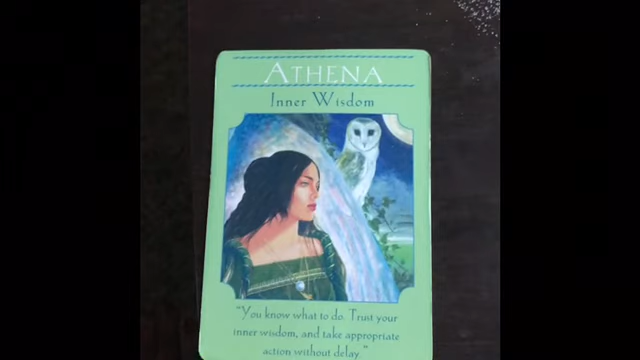 ATHENA
Inner Wisdom
"You know what to do. Trust your
inner wisdom, and take appropriate
action without delay."